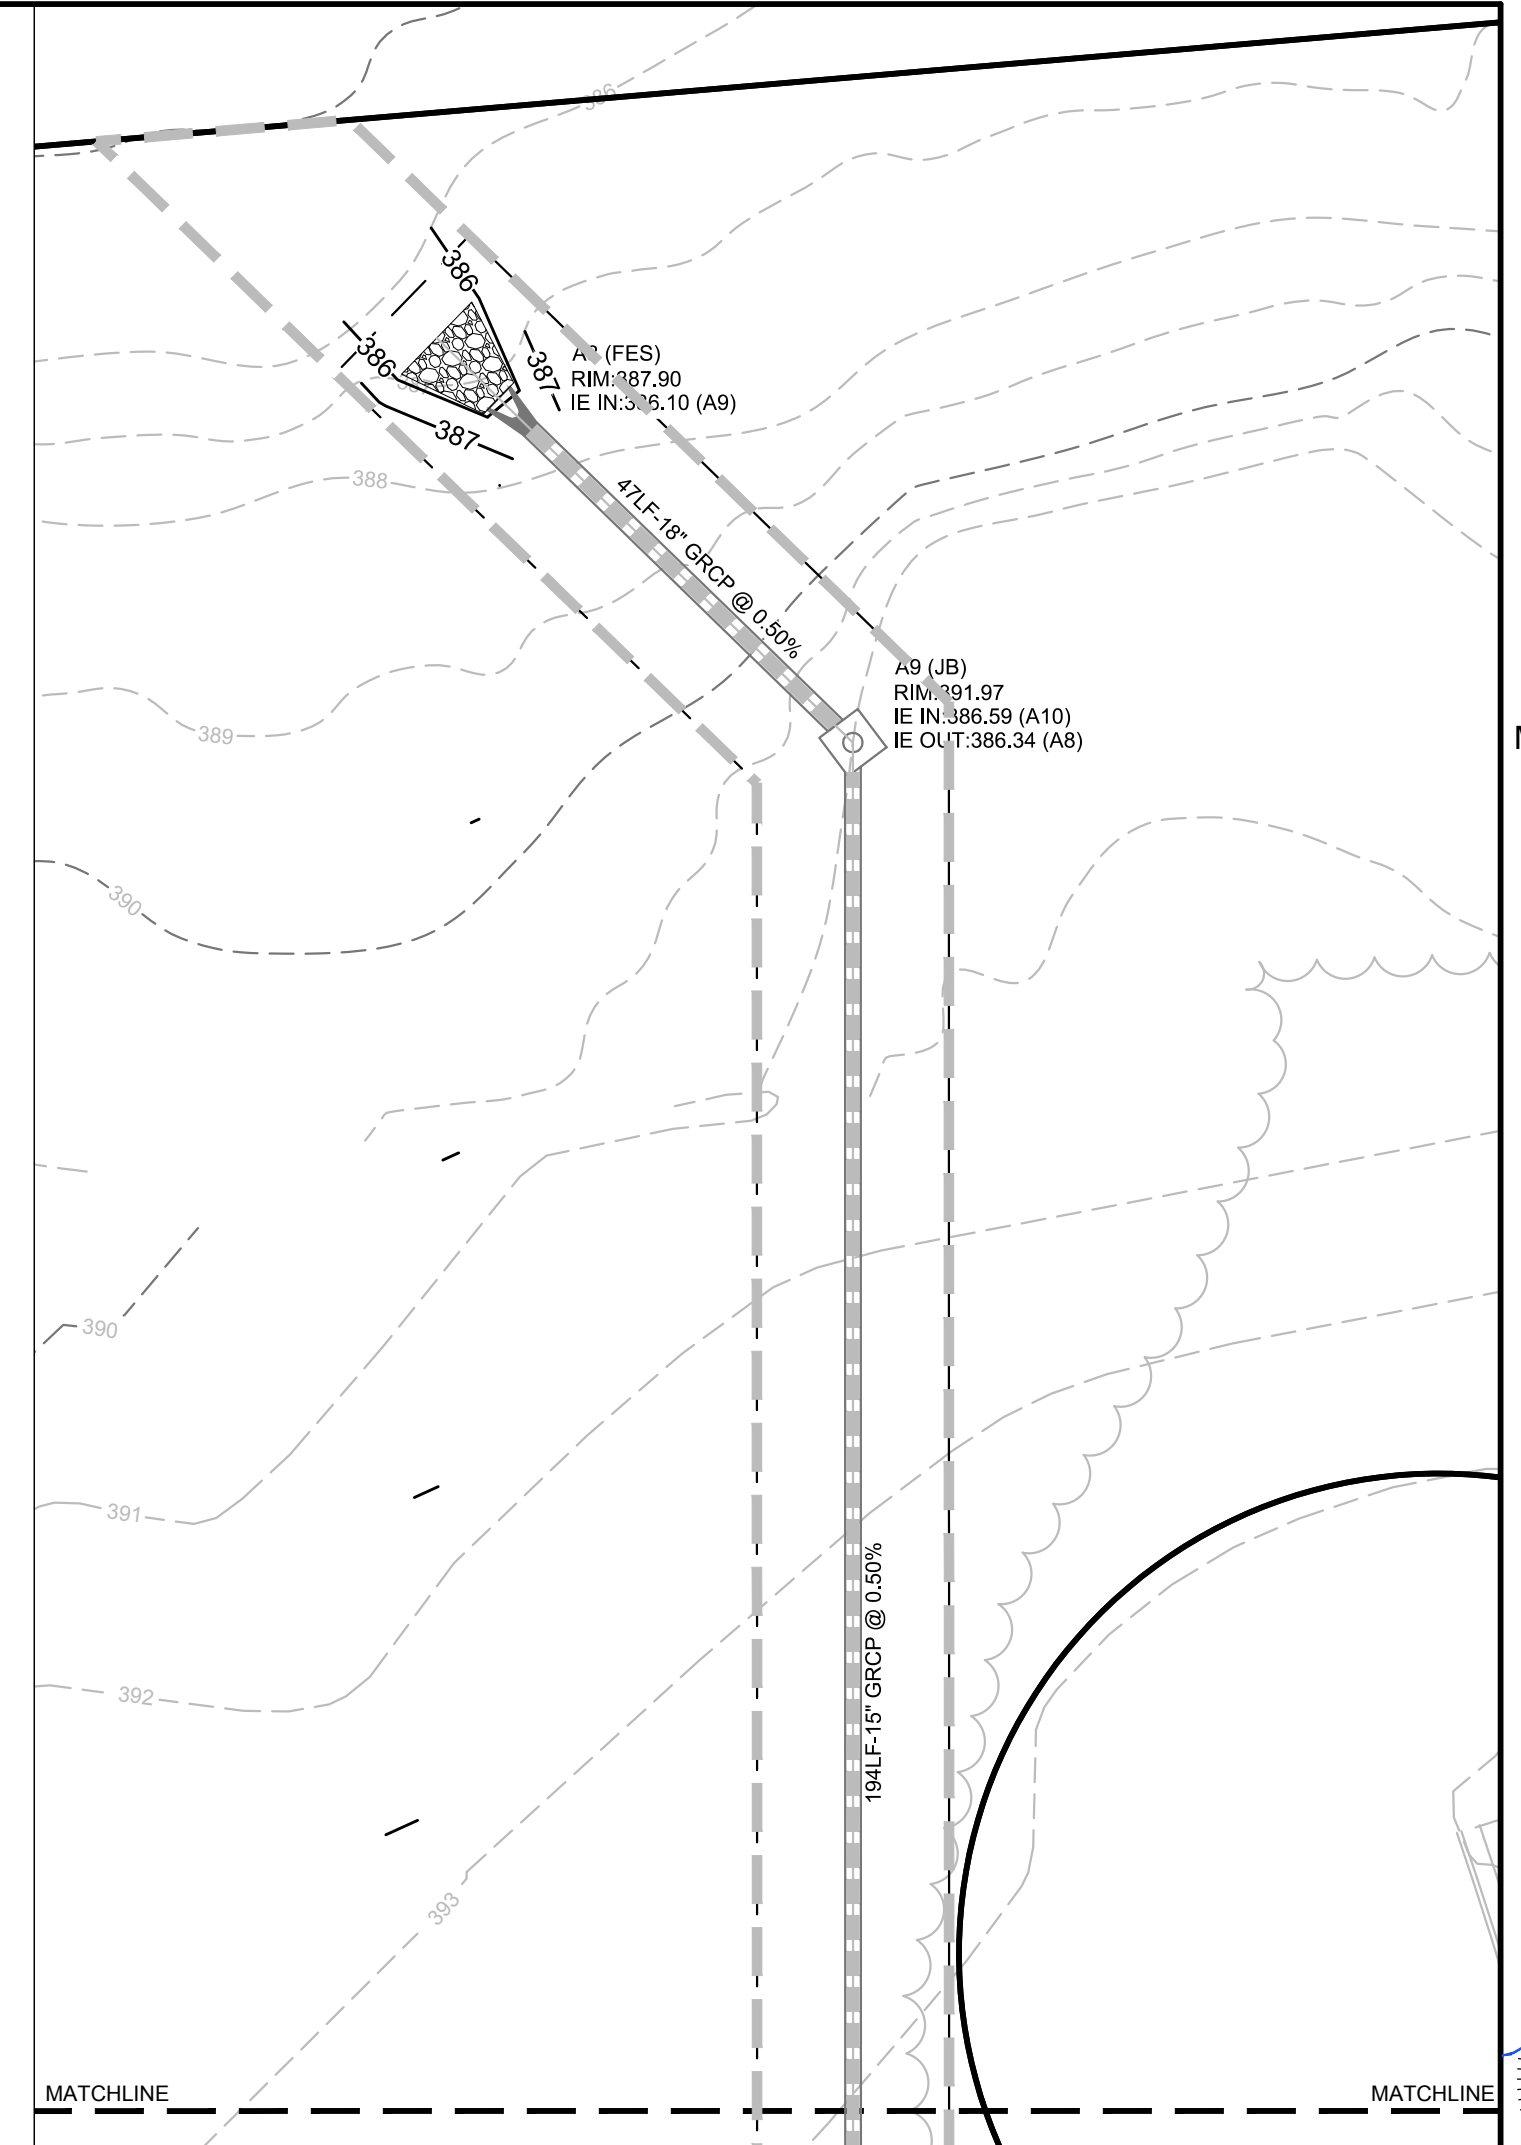 386
386
386
387
387
A8 (FES)
RIM:387.90
IE IN:386.10 (A9)
388
47LF-18" GRCP @ 0.50%
A9 (JB)
RIM:391.97
IE IN:386.59 (A10)
IE OUT:386.34 (A8)
389
390
390
391
194LF-15" GRCP @ 0.50%
392
393
MATCHLINE
MATCHLINE